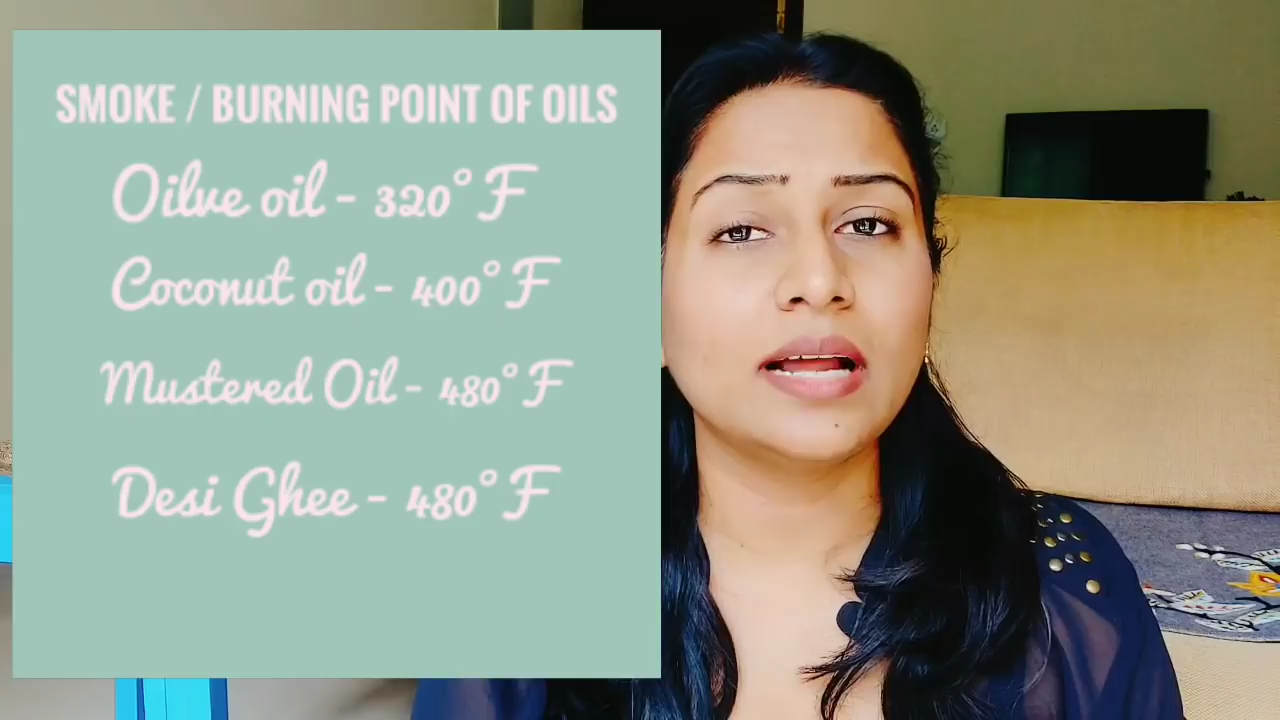 SMOKE / BURNING POINT OF OILS
Oilve oil - 320° F
Coconut oil - 400° F
Mustered Oil - 480° F
Desi Ghee - 480° F